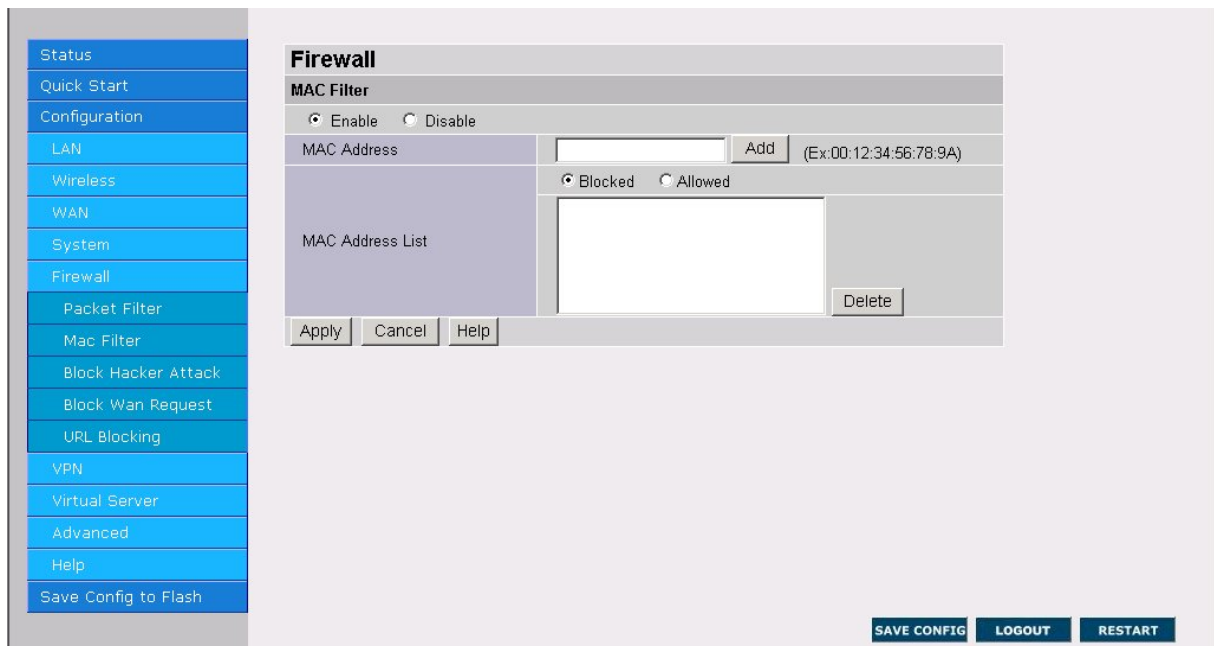 Status
Quick Start
Configuration
LAN
Wireless
WAN
System
Firewall
Packet Filter
Mac Filter
Block Hacker Attack
Block Wan Request
URL Blocking
VPN
Virtual Server
Advanced
Help
Save Config to Flash
Firewall
MAC Filter
Enable Disable
MAC Address Add (Ex:00:12:34:56:78:9A)
Blocked Allowed
MAC Address List
Delete
Apply Cancel Help
SAVE CONFIG LOGOUT RESTART